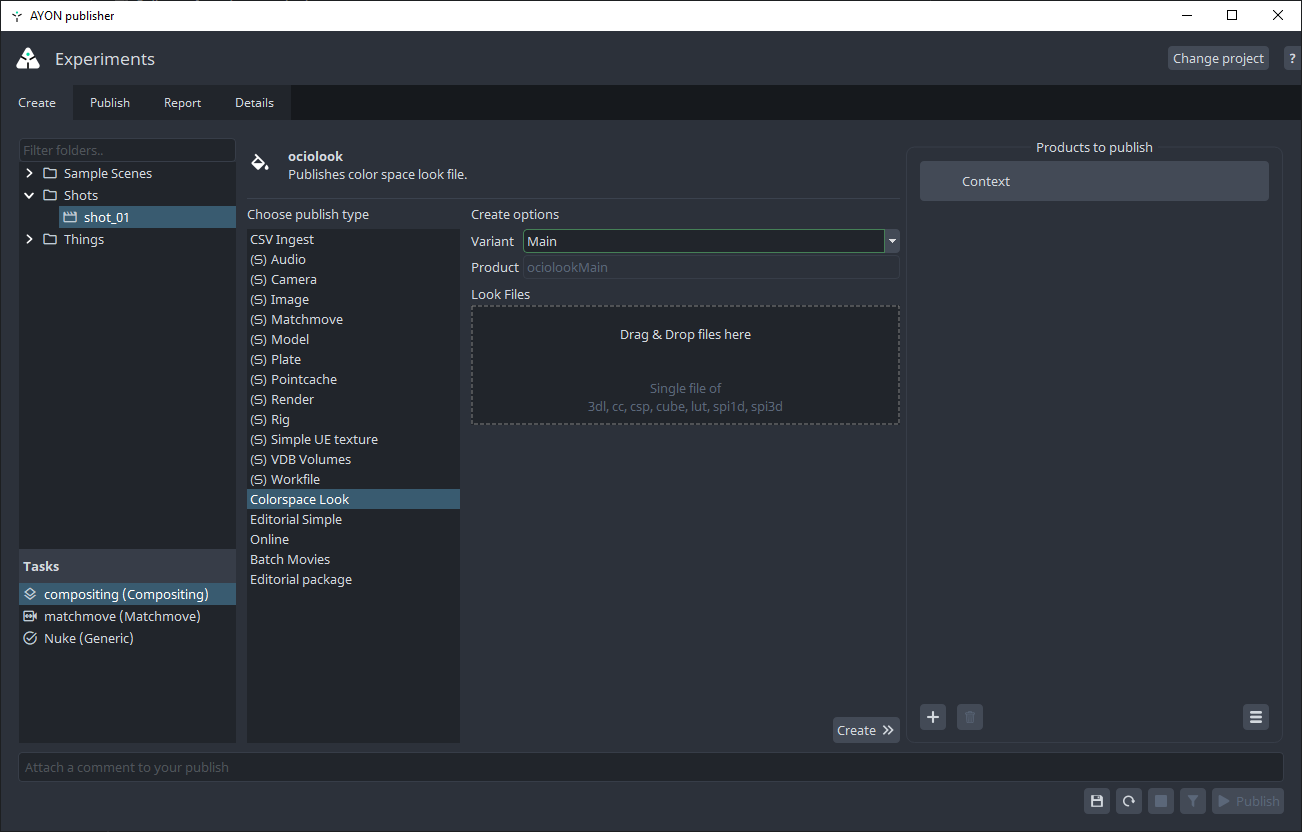 AYON publisher
Experiments
Change project
?
Create
Publish
Report
Details
Filter folders..
Sample Scenes
Shots
shot_01
Things
Tasks
compositing (Compositing)
matchmove (Matchmove)
Nuke (Generic)
ociolook
Publishes color space look file.
Choose publish type
CSV Ingest
(S) Audio
(S) Camera
(S) Image
(S) Matchmove
(S) Model
(S) Plate
(S) Pointcache
(S) Render
(S) Rig
(S) Simple UE texture
(S) VDB Volumes
(S) Workfile
Colorspace Look
Editorial Simple
Online
Batch Movies
Editorial package
Create options
Variant Main
Product ociolookMain
Look Files
Drag & Drop files here
Single file of
3dl, cc, csp, cube, lut, spi1d, spi3d
Create
Products to publish
Context
Attach a comment to your publish
Publish